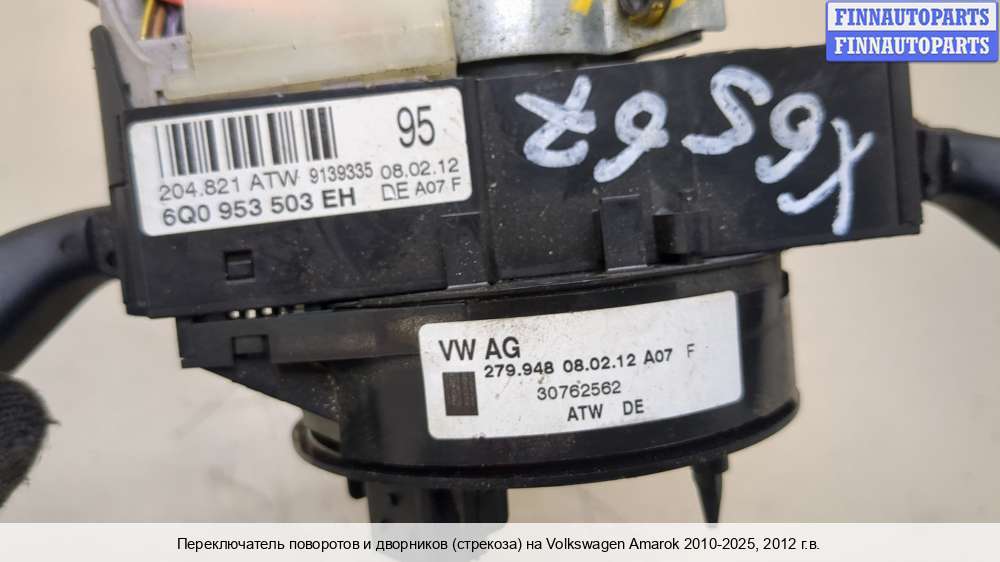 FINNAUTOPARTS
FINNAUTOPARTS
95
204.821 ATW 9139335 08.02.12
6Q0 953 503 EH DE A07 F
VW AG
279.948 08.02.12 A07 F
30762562
ATW DE
Переключатель поворотов и дворников (стрекоза) на Volkswagen Amarok 2010-2025, 2012 г.в.